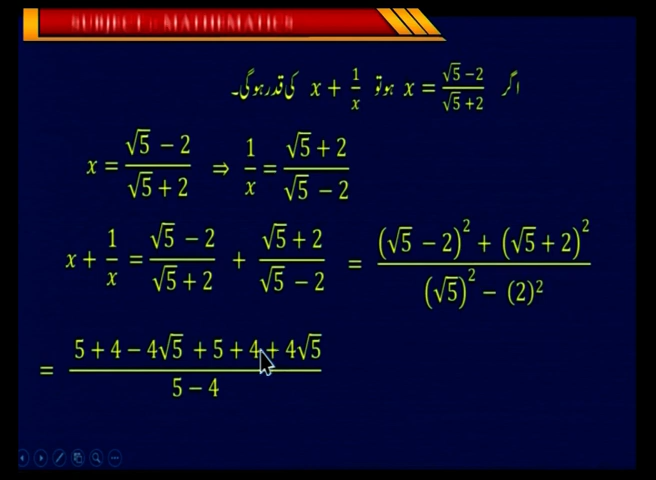 SUBJECT : MATHEMATICS
اگر x = (√5 − 2)/(√5 + 2) ہو تو x + 1/x کی قدر ہوگی۔
x = (√5 − 2)/(√5 + 2) ⇒ 1/x = (√5 + 2)/(√5 − 2)
x + 1/x = (√5 − 2)/(√5 + 2) + (√5 + 2)/(√5 − 2) = ((√5 − 2)² + (√5 + 2)²)/((√5)² − (2)²)
= (5 + 4 − 4√5 + 5 + 4 + 4√5)/(5 − 4)